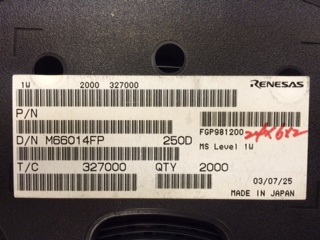 1W 2000 327000
RENESAS
P/N
FGP981200
D/N M66014FP 250D
MS Level 1W
T/C 327000 QTY 2000
03/07/25
MADE IN JAPAN